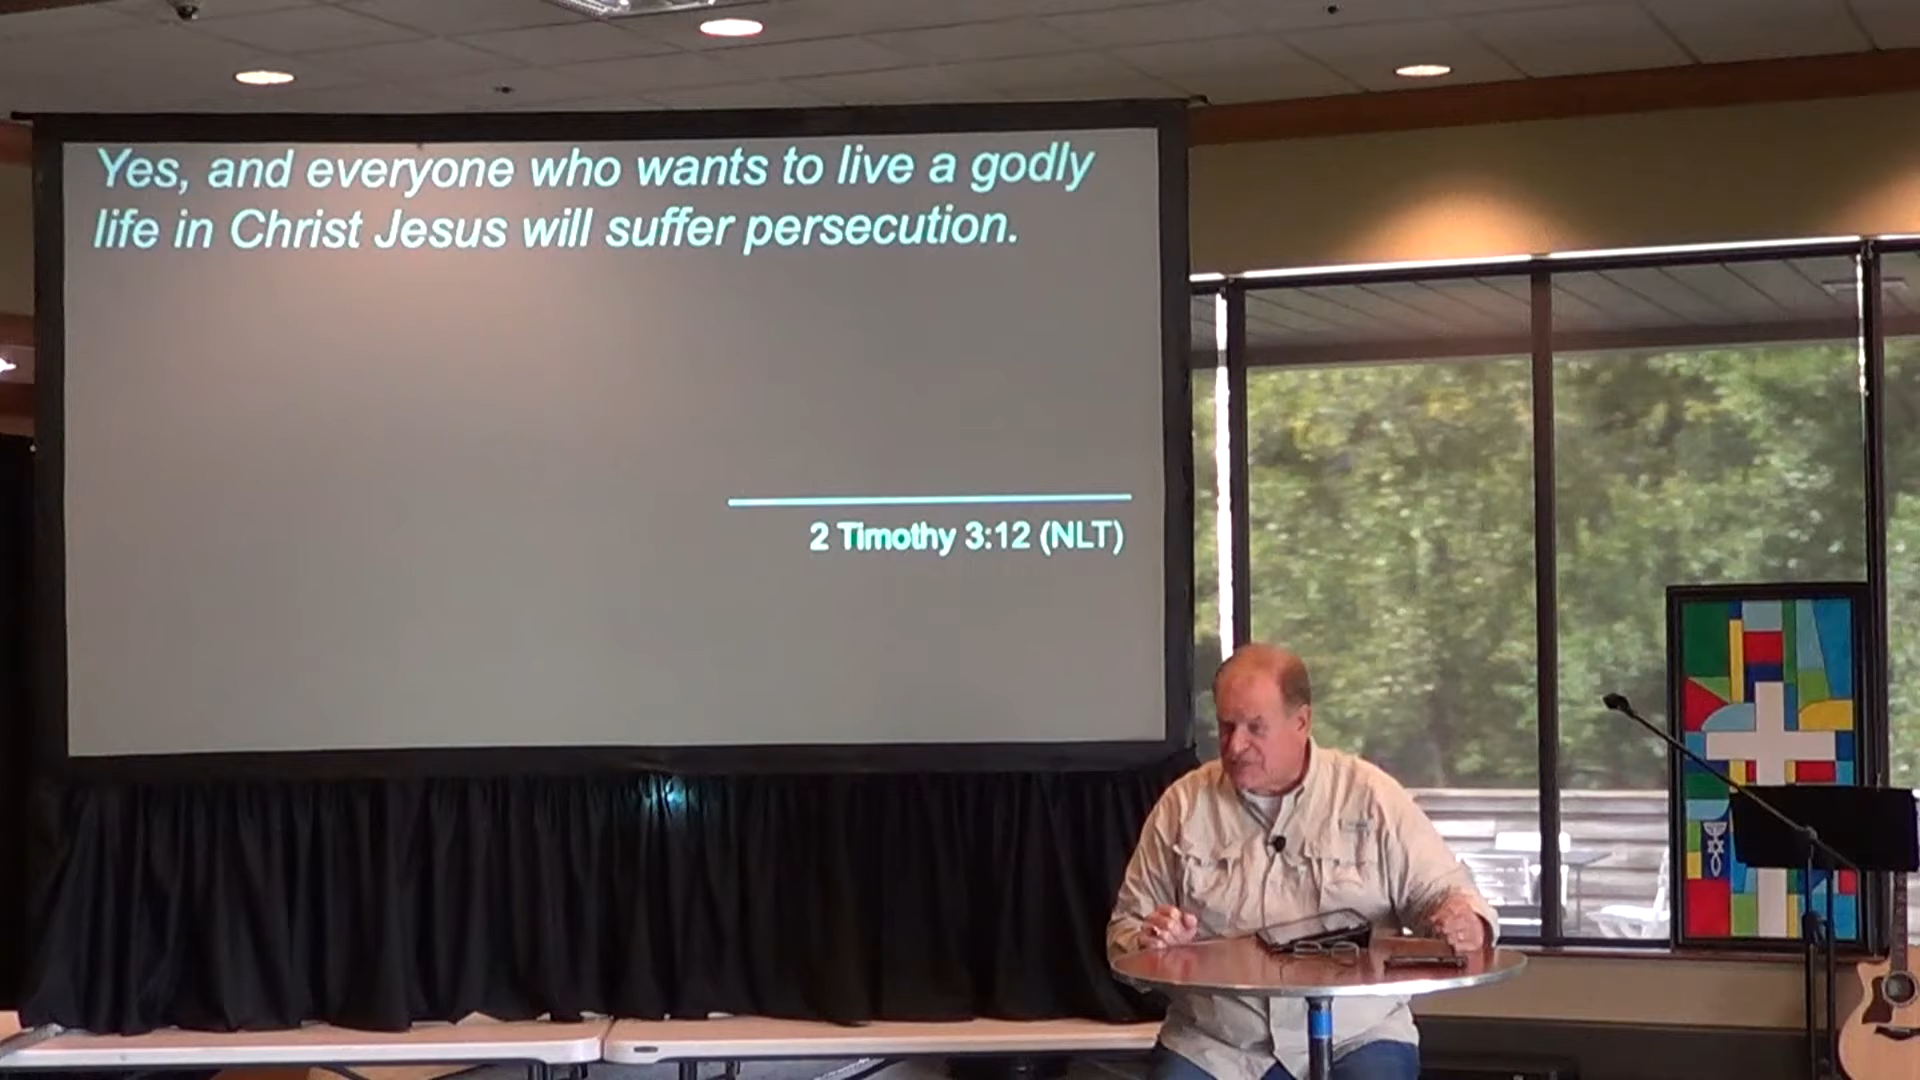 Yes, and everyone who wants to live a godly
life in Christ Jesus will suffer persecution.
2 Timothy 3:12 (NLT)